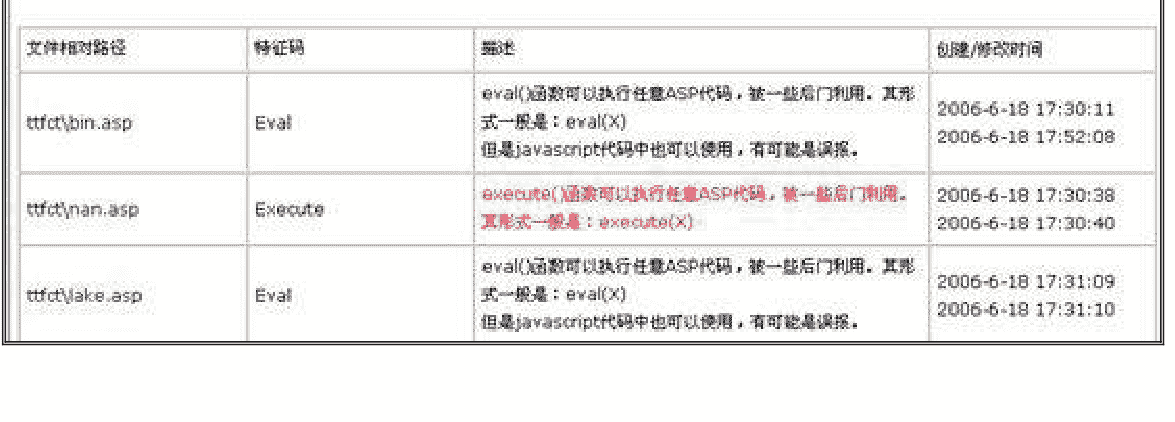 文件相对路径 特征码 描述 创建/修改时间
ttfct\bin.asp Eval eval()函数可以执行任意ASP代码，被一些后门利用。其形
式一般是：eval(X)
但是javascript代码中也可以使用，有可能是误报。
2006-6-18 17:30:11
2006-6-18 17:52:08
ttfct\nan.asp Execute execute()函数可以执行任意ASP代码，被一些后门利用。
其形式一般是：execute(X)
2006-6-18 17:30:38
2006-6-18 17:30:40
ttfct\lake.asp Eval eval()函数可以执行任意ASP代码，被一些后门利用。其形
式一般是：eval(X)
但是javascript代码中也可以使用，有可能是误报。
2006-6-18 17:31:09
2006-6-18 17:31:10